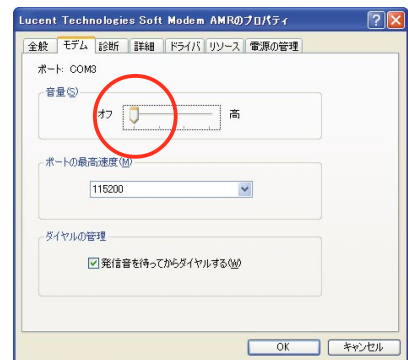 Lucent Technologies Soft Modem AMRのプロパティ
全般 モデム 診断 詳細 ドライバ リソース 電源の管理
ポート: COM3
音量(S)
オフ 高
ポートの最高速度(M)
115200
ダイヤルの管理
発信音を待ってからダイヤルする(W)
OK キャンセル